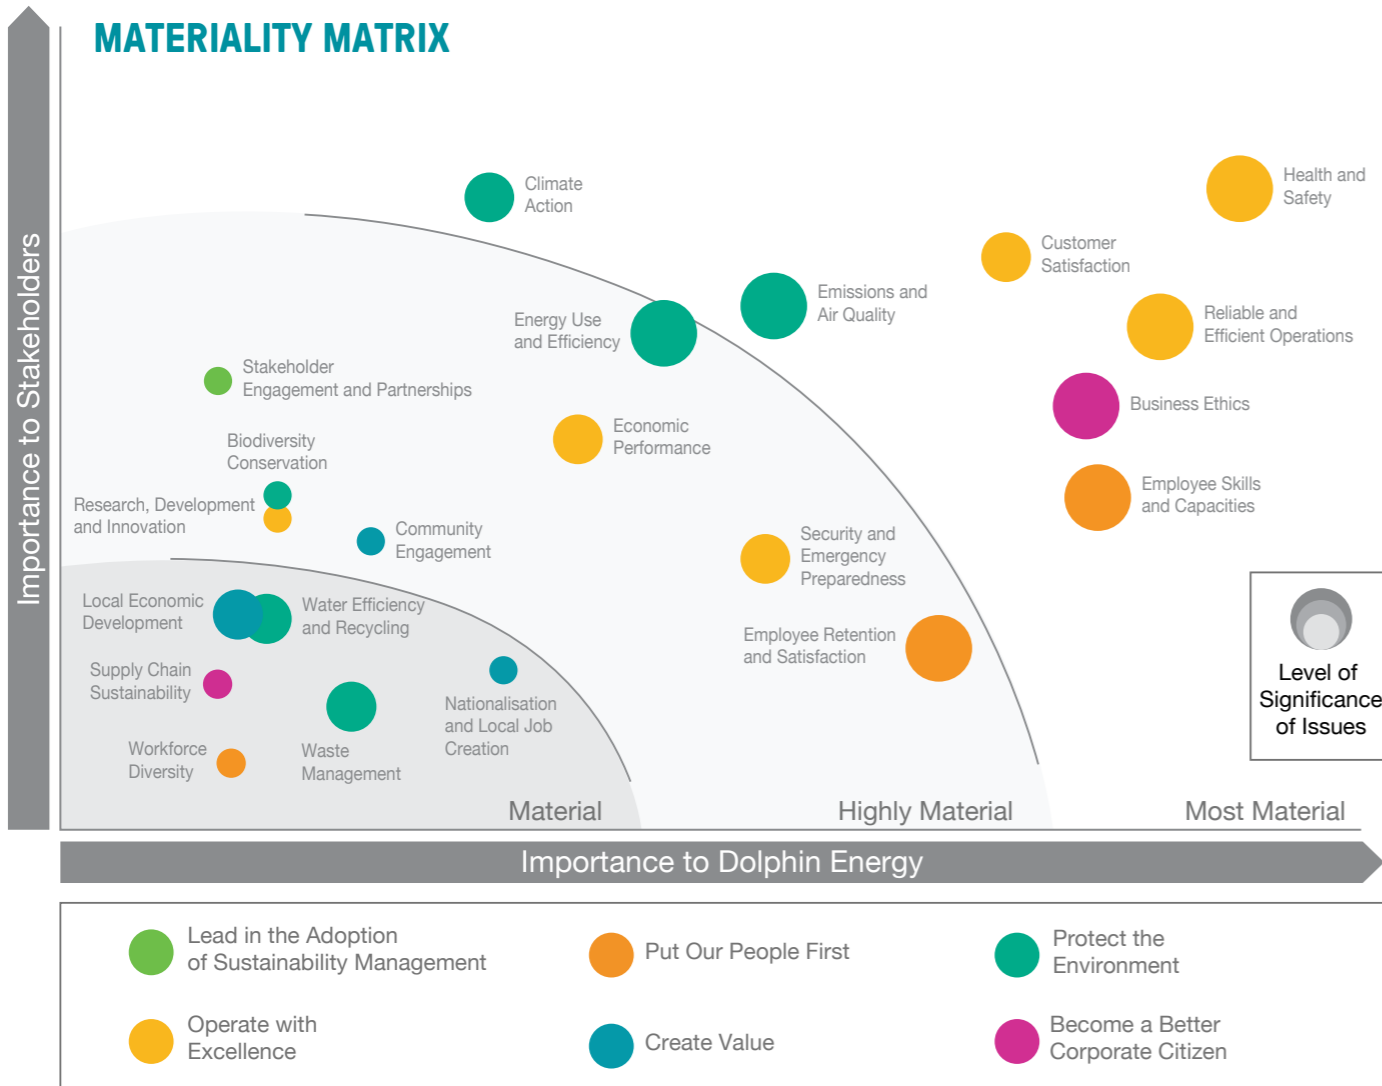 MATERIALITY MATRIX
Importance to Stakeholders
Climate
Action
Health and
Safety
Customer
Satisfaction
Emissions and
Air Quality
Reliable and
Efficient Operations
Energy Use
and Efficiency
Stakeholder
Engagement and Partnerships
Business Ethics
Economic
Performance
Biodiversity
Conservation
Employee Skills
and Capacities
Research, Development
and Innovation
Community
Engagement
Security and
Emergency
Preparedness
Local Economic
Development
Water Efficiency
and Recycling
Employee Retention
and Satisfaction
Supply Chain
Sustainability
Nationalisation
and Local Job
Creation
Workforce
Diversity
Waste
Management
Level of
Significance
of Issues
Material
Highly Material
Most Material
Importance to Dolphin Energy
Lead in the Adoption
of Sustainability Management
Put Our People First
Protect the
Environment
Operate with
Excellence
Create Value
Become a Better
Corporate Citizen